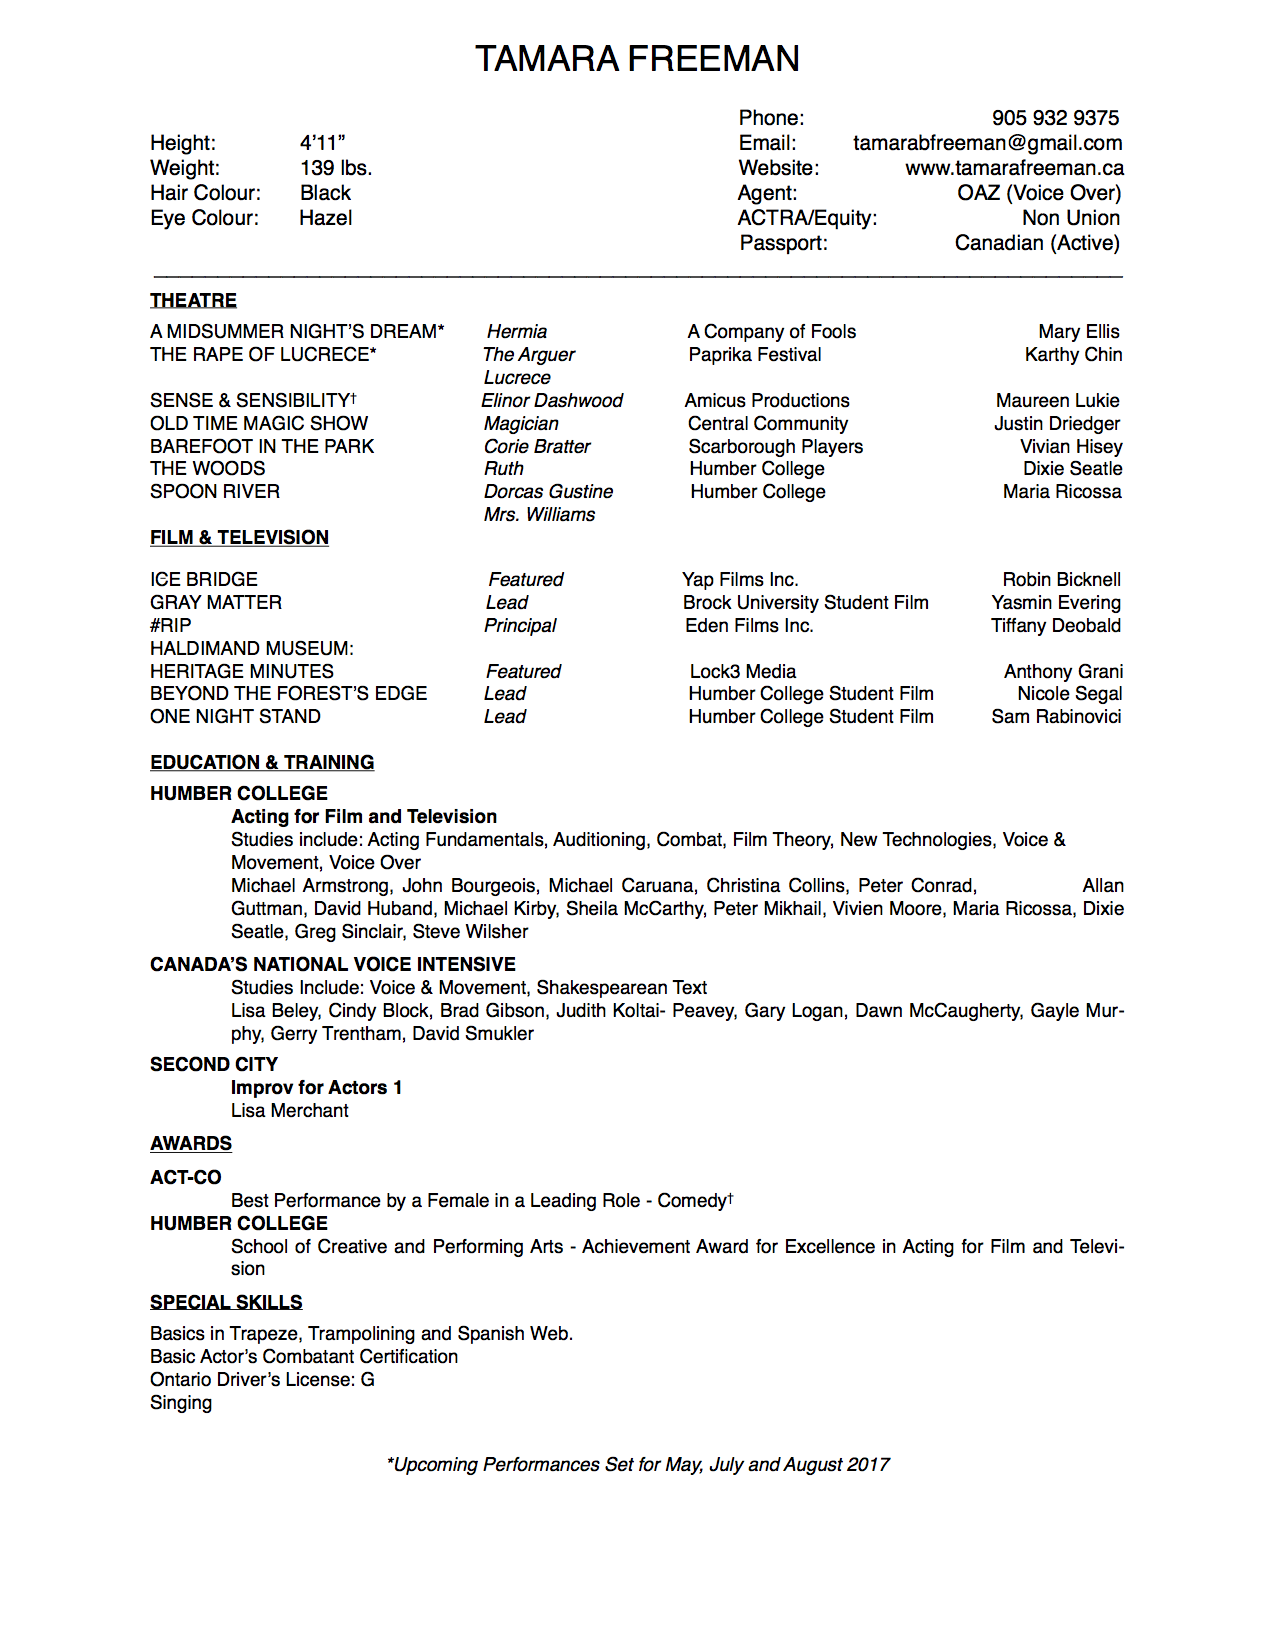 TAMARA FREEMAN
Phone: 905 932 9375
Height: 4’11” Email: tamarabfreeman@gmail.com
Weight: 139 lbs. Website: www.tamarafreeman.ca
Hair Colour: Black Agent: OAZ (Voice Over)
Eye Colour: Hazel ACTRA/Equity: Non Union
Passport: Canadian (Active)
THEATRE
A MIDSUMMER NIGHT’S DREAM* Hermia A Company of Fools Mary Ellis
THE RAPE OF LUCRECE* The Arguer Paprika Festival Karthy Chin
Lucrece
SENSE & SENSIBILITY† Elinor Dashwood Amicus Productions Maureen Lukie
OLD TIME MAGIC SHOW Magician Central Community Justin Driedger
BAREFOOT IN THE PARK Corie Bratter Scarborough Players Vivian Hisey
THE WOODS Ruth Humber College Dixie Seatle
SPOON RIVER Dorcas Gustine Humber College Maria Ricossa
Mrs. Williams
FILM & TELEVISION
ICE BRIDGE Featured Yap Films Inc. Robin Bicknell
GRAY MATTER Lead Brock University Student Film Yasmin Evering
#RIP Principal Eden Films Inc. Tiffany Deobald
HALDIMAND MUSEUM:
HERITAGE MINUTES Featured Lock3 Media Anthony Grani
BEYOND THE FOREST’S EDGE Lead Humber College Student Film Nicole Segal
ONE NIGHT STAND Lead Humber College Student Film Sam Rabinovici
EDUCATION & TRAINING
HUMBER COLLEGE
Acting for Film and Television
Studies include: Acting Fundamentals, Auditioning, Combat, Film Theory, New Technologies, Voice &
Movement, Voice Over
Michael Armstrong, John Bourgeois, Michael Caruana, Christina Collins, Peter Conrad, Allan
Guttman, David Huband, Michael Kirby, Sheila McCarthy, Peter Mikhail, Vivien Moore, Maria Ricossa, Dixie
Seatle, Greg Sinclair, Steve Wilsher
CANADA’S NATIONAL VOICE INTENSIVE
Studies Include: Voice & Movement, Shakespearean Text
Lisa Beley, Cindy Block, Brad Gibson, Judith Koltai- Peavey, Gary Logan, Dawn McCaugherty, Gayle Mur-
phy, Gerry Trentham, David Smukler
SECOND CITY
Improv for Actors 1
Lisa Merchant
AWARDS
ACT-CO
Best Performance by a Female in a Leading Role - Comedy†
HUMBER COLLEGE
School of Creative and Performing Arts - Achievement Award for Excellence in Acting for Film and Televi-
sion
SPECIAL SKILLS
Basics in Trapeze, Trampolining and Spanish Web.
Basic Actor’s Combatant Certification
Ontario Driver’s License: G
Singing
*Upcoming Performances Set for May, July and August 2017